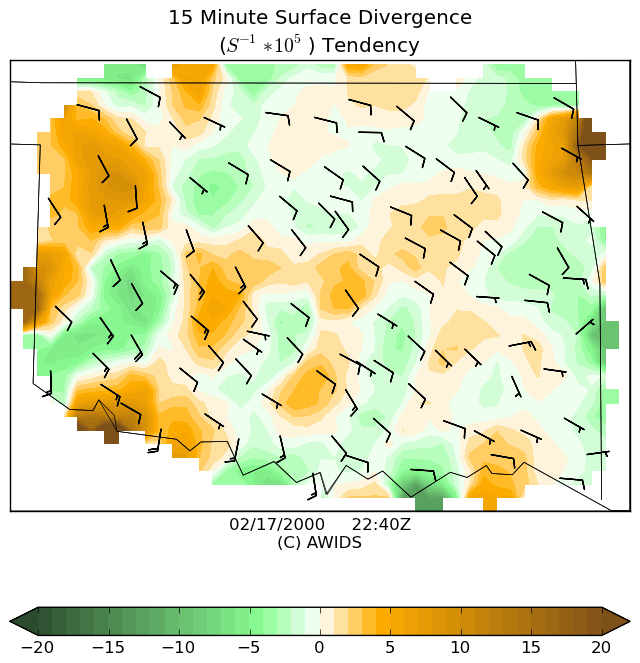 15 Minute Surface Divergence
(S⁻¹ * 10⁵ ) Tendency
02/17/2000 22:40Z
(C) AWIDS
−20 −15 −10 −5 0 5 10 15 20